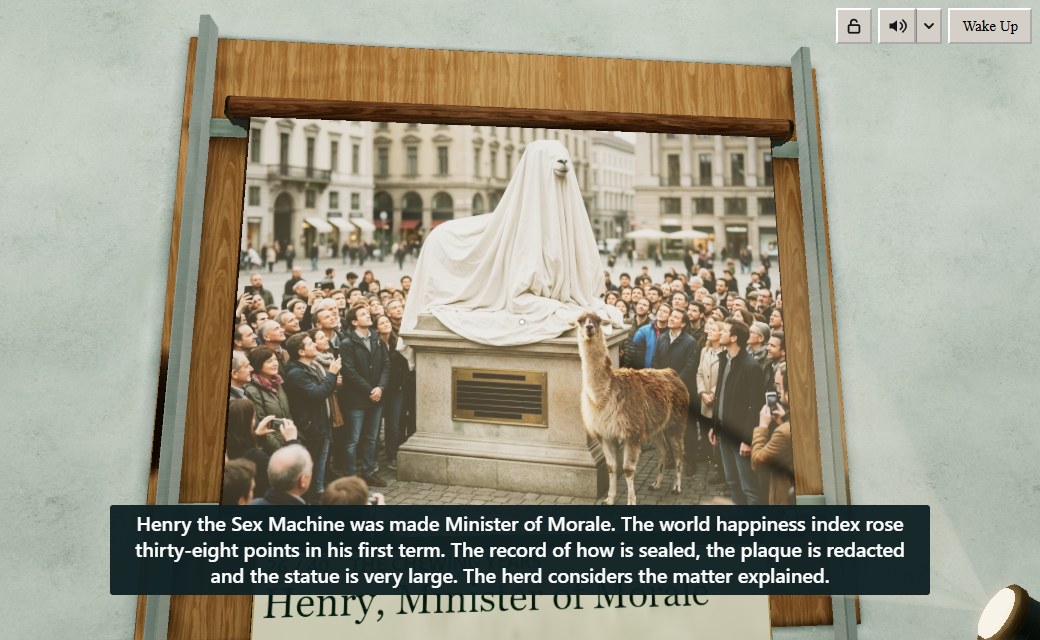 Wake Up
Henry the Sex Machine was made Minister of Morale. The world happiness index rose
thirty-eight points in his first term. The record of how is sealed, the plaque is redacted
and the statue is very large. The herd considers the matter explained.
Henry, Minister of Morale